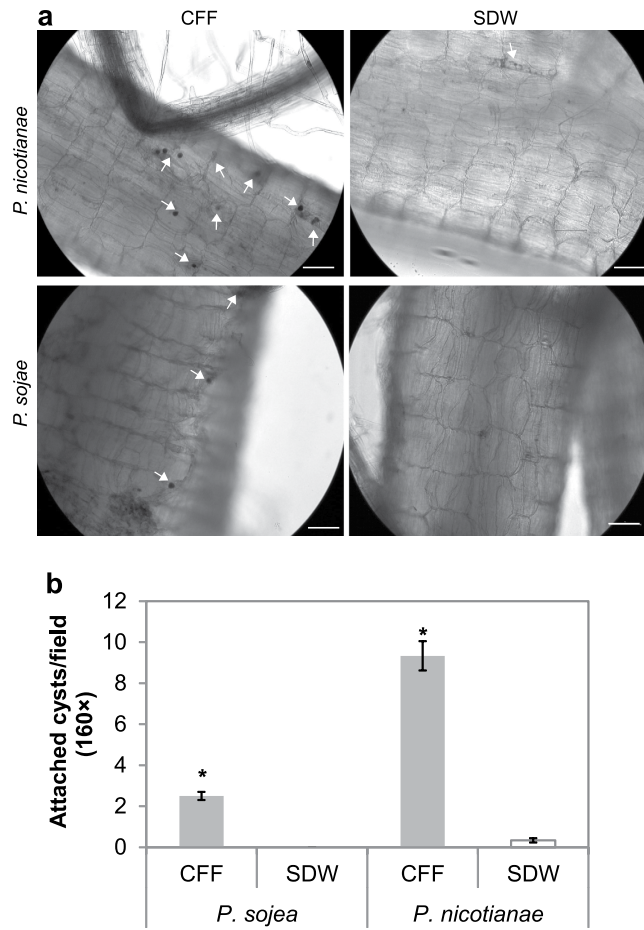 a
CFF SDW
P. nicotianae
P. sojae
b
Attached cysts/field
(160×)
12
10
8
6
4
2
0
*
*
CFF SDW CFF SDW
P. sojea P. nicotianae